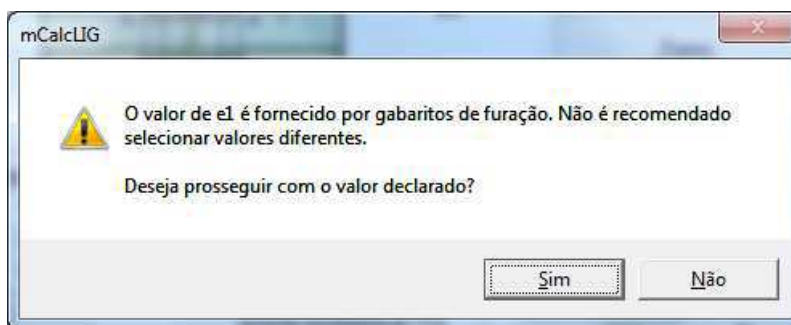 mCalcLIG
O valor de e1 é fornecido por gabaritos de furação. Não é recomendado
selecionar valores diferentes.
Deseja prosseguir com o valor declarado?
Sim
Não